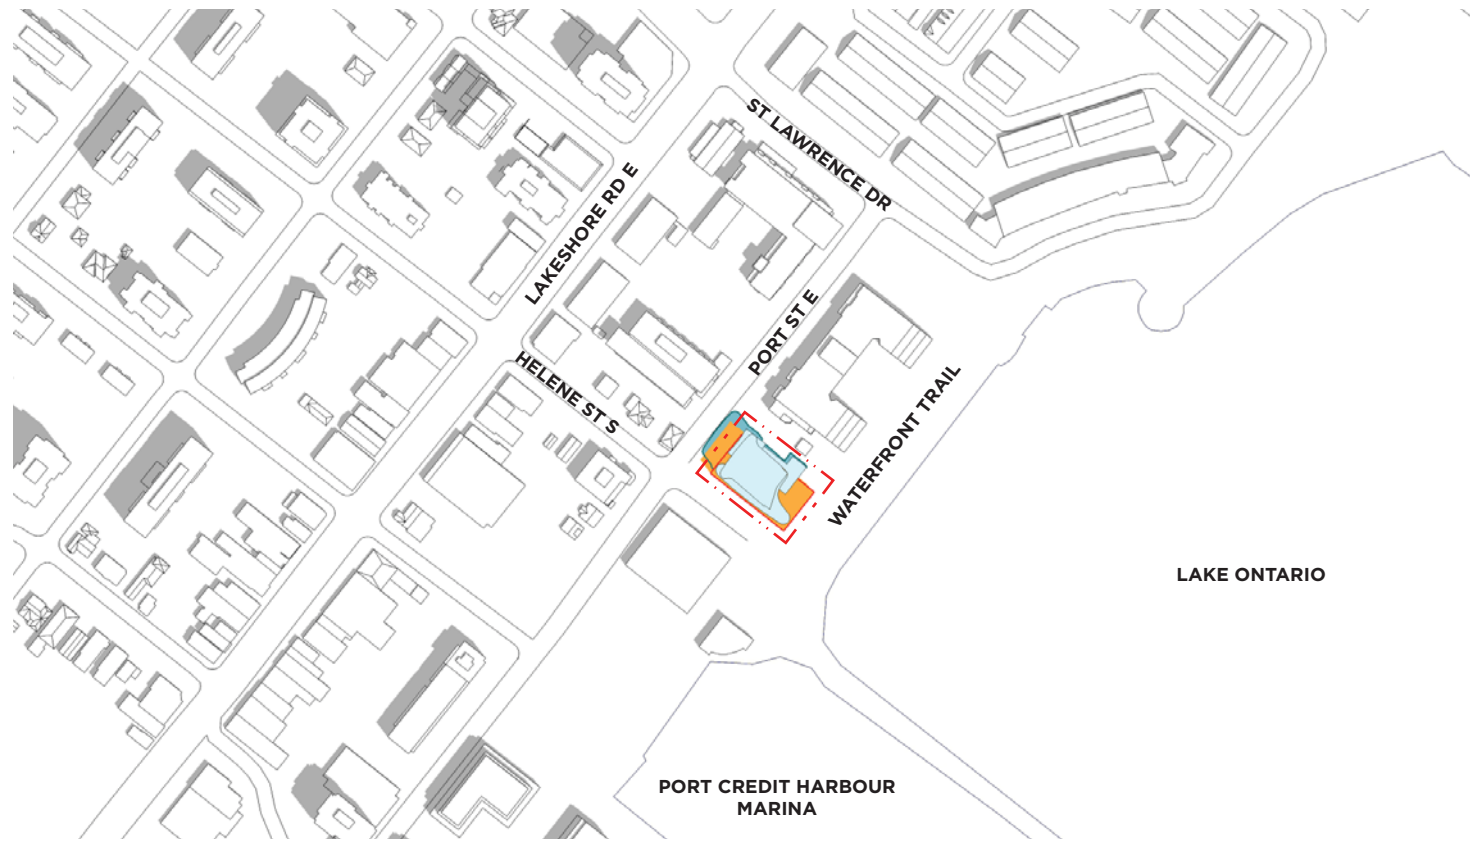 ST LAWRENCE DR
LAKESHORE RD E
PORT ST E
HELENE ST S
WATERFRONT TRAIL
LAKE ONTARIO
PORT CREDIT HARBOUR
MARINA